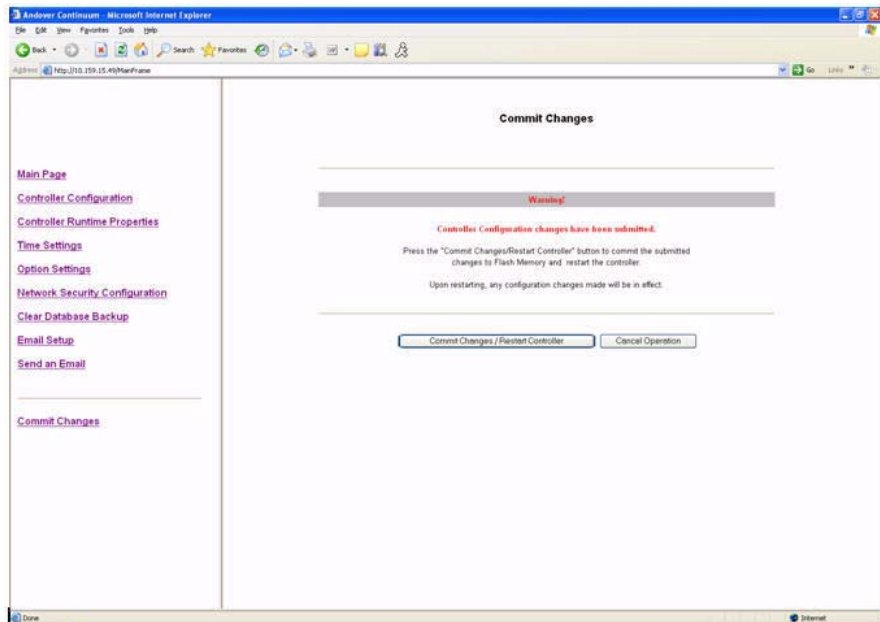 Andover Continuum - Microsoft Internet Explorer
File Edit View Favorites Tools Help
Back Search Favorites
Address http://10.159.15.49/MainFrame Go Links
Main Page
Controller Configuration
Controller Runtime Properties
Time Settings
Option Settings
Network Security Configuration
Clear Database Backup
Email Setup
Send an Email
Commit Changes
Commit Changes
Warning!
Controller Configuration changes have been submitted.
Press the "Commit Changes/Restart Controller" button to commit the submitted
changes to Flash Memory and restart the controller.
Upon restarting, any configuration changes made will be in effect.
Commit Changes / Restart Controller Cancel Operation
Done Internet